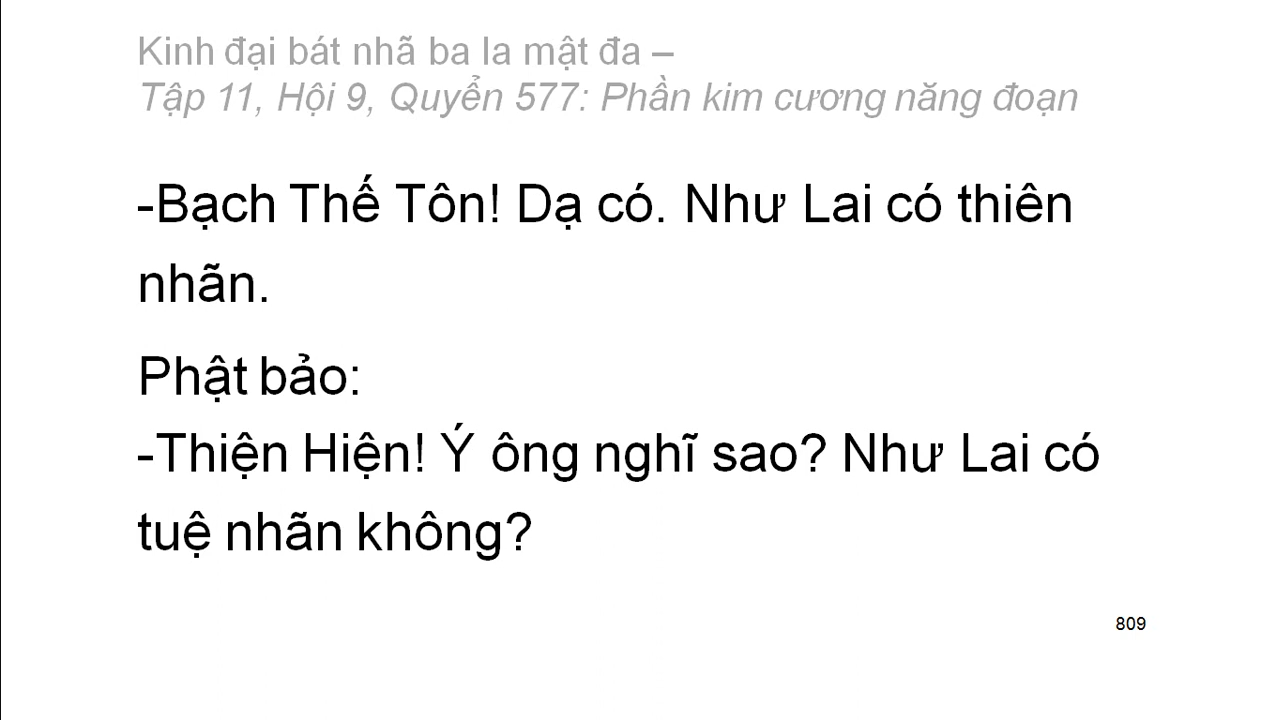 Kinh đại bát nhã ba la mật đa –
Tập 11, Hội 9, Quyển 577: Phần kim cương năng đoạn
-Bạch Thế Tôn! Dạ có. Như Lai có thiên
nhãn.
Phật bảo:
-Thiện Hiện! Ý ông nghĩ sao? Như Lai có
tuệ nhãn không?
809